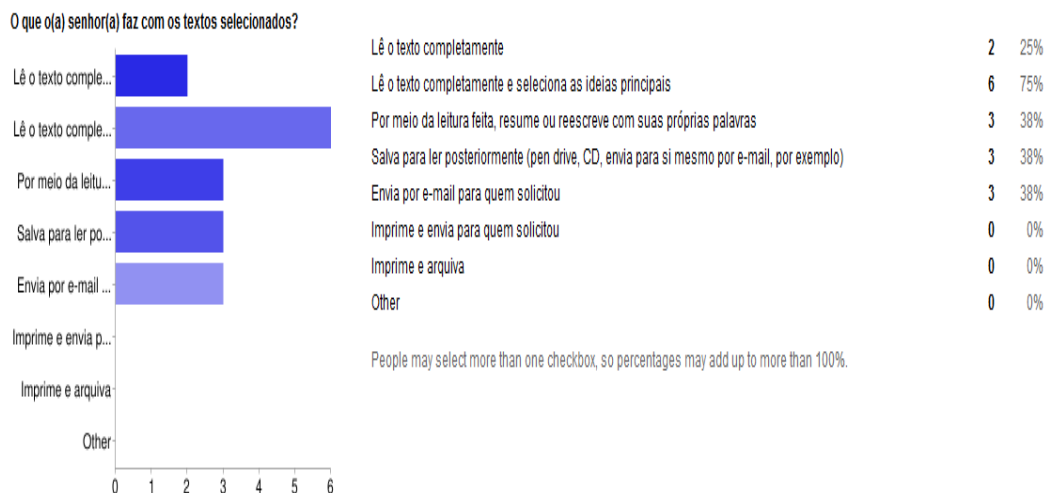 O que o(a) senhor(a) faz com os textos selecionados?
Lê o texto comple...
Lê o texto comple...
Por meio da leitu...
Salva para ler po...
Envia por e-mail ...
Imprime e envia p...
Imprime e arquiva
Other
0 1 2 3 4 5 6
Lê o texto completamente 2 25%
Lê o texto completamente e seleciona as ideias principais 6 75%
Por meio da leitura feita, resume ou reescreve com suas próprias palavras 3 38%
Salva para ler posteriormente (pen drive, CD, envia para si mesmo por e-mail, por exemplo) 3 38%
Envia por e-mail para quem solicitou 3 38%
Imprime e envia para quem solicitou 0 0%
Imprime e arquiva 0 0%
Other 0 0%
People may select more than one checkbox, so percentages may add up to more than 100%.